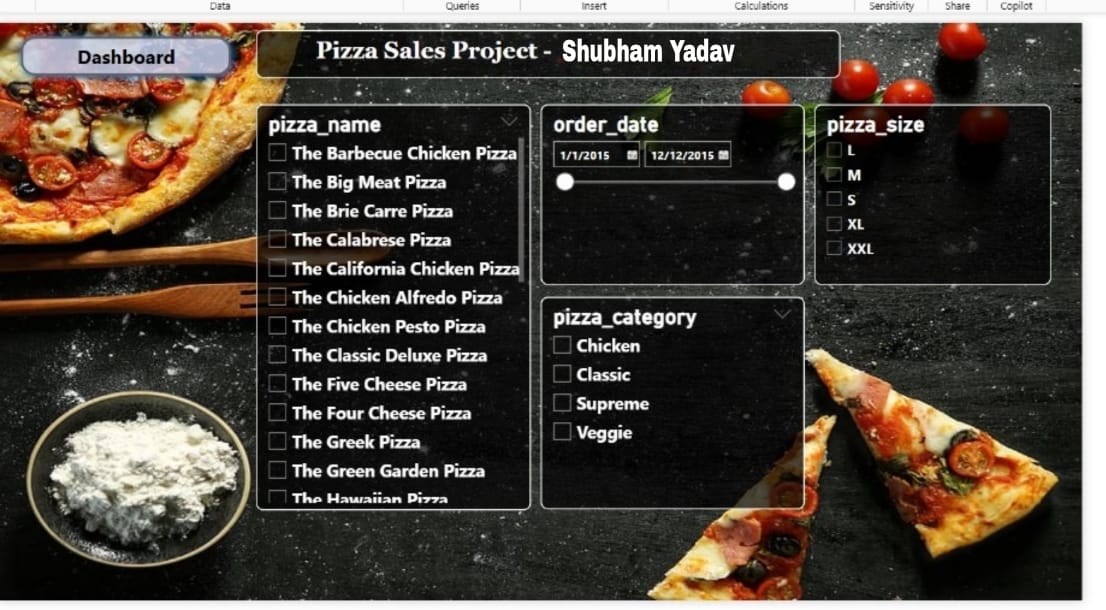 Data Queries Insert Calculations Sensitivity Share Copilot
Dashboard
Pizza Sales Project - Shubham Yadav
pizza_name
The Barbecue Chicken Pizza
The Big Meat Pizza
The Brie Carre Pizza
The Calabrese Pizza
The California Chicken Pizza
The Chicken Alfredo Pizza
The Chicken Pesto Pizza
The Classic Deluxe Pizza
The Five Cheese Pizza
The Four Cheese Pizza
The Greek Pizza
The Green Garden Pizza
The Hawaiian Pizza
order_date
1/1/2015 12/12/2015
pizza_category
Chicken
Classic
Supreme
Veggie
pizza_size
L
M
S
XL
XXL